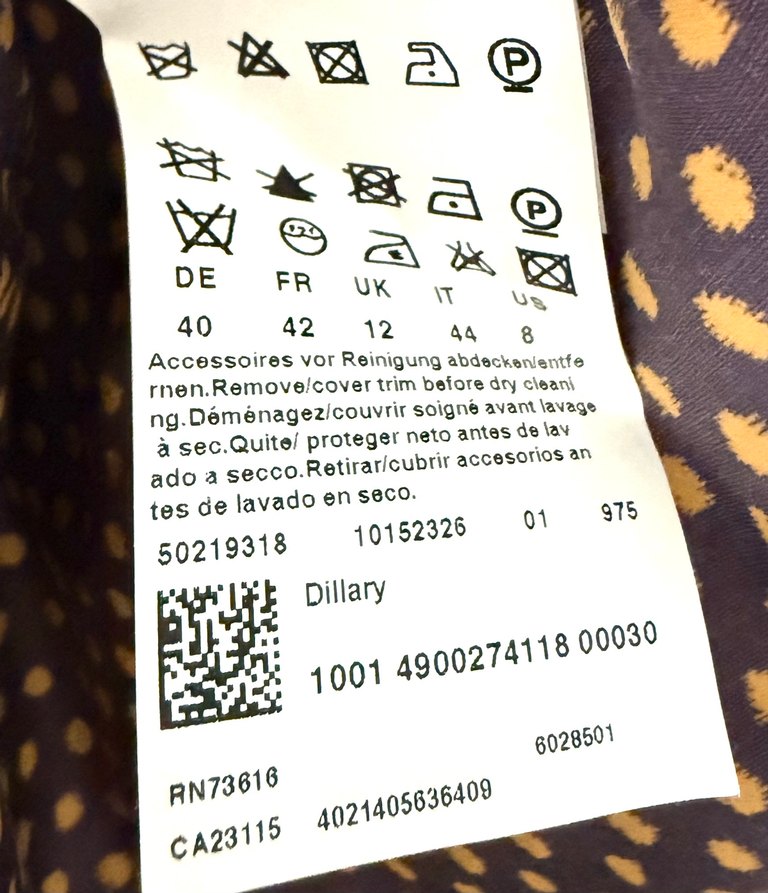 P
P
DE FR UK IT US
40 42 12 44 8
Accessoires vor Reinigung abdecken/entfe
rnen.Remove/cover trim before dry cleani
ng.Déménagez/couvrir soigné avant lavage
à sec.Quite/ proteger neto antes de lav
ado a secco.Retirar/cubrir accesorios an
tes de lavado en seco.
50219318 10152326 01 975
Dillary
1001 4900274118 00030
6028501
RN73616
CA23115 4021405636409